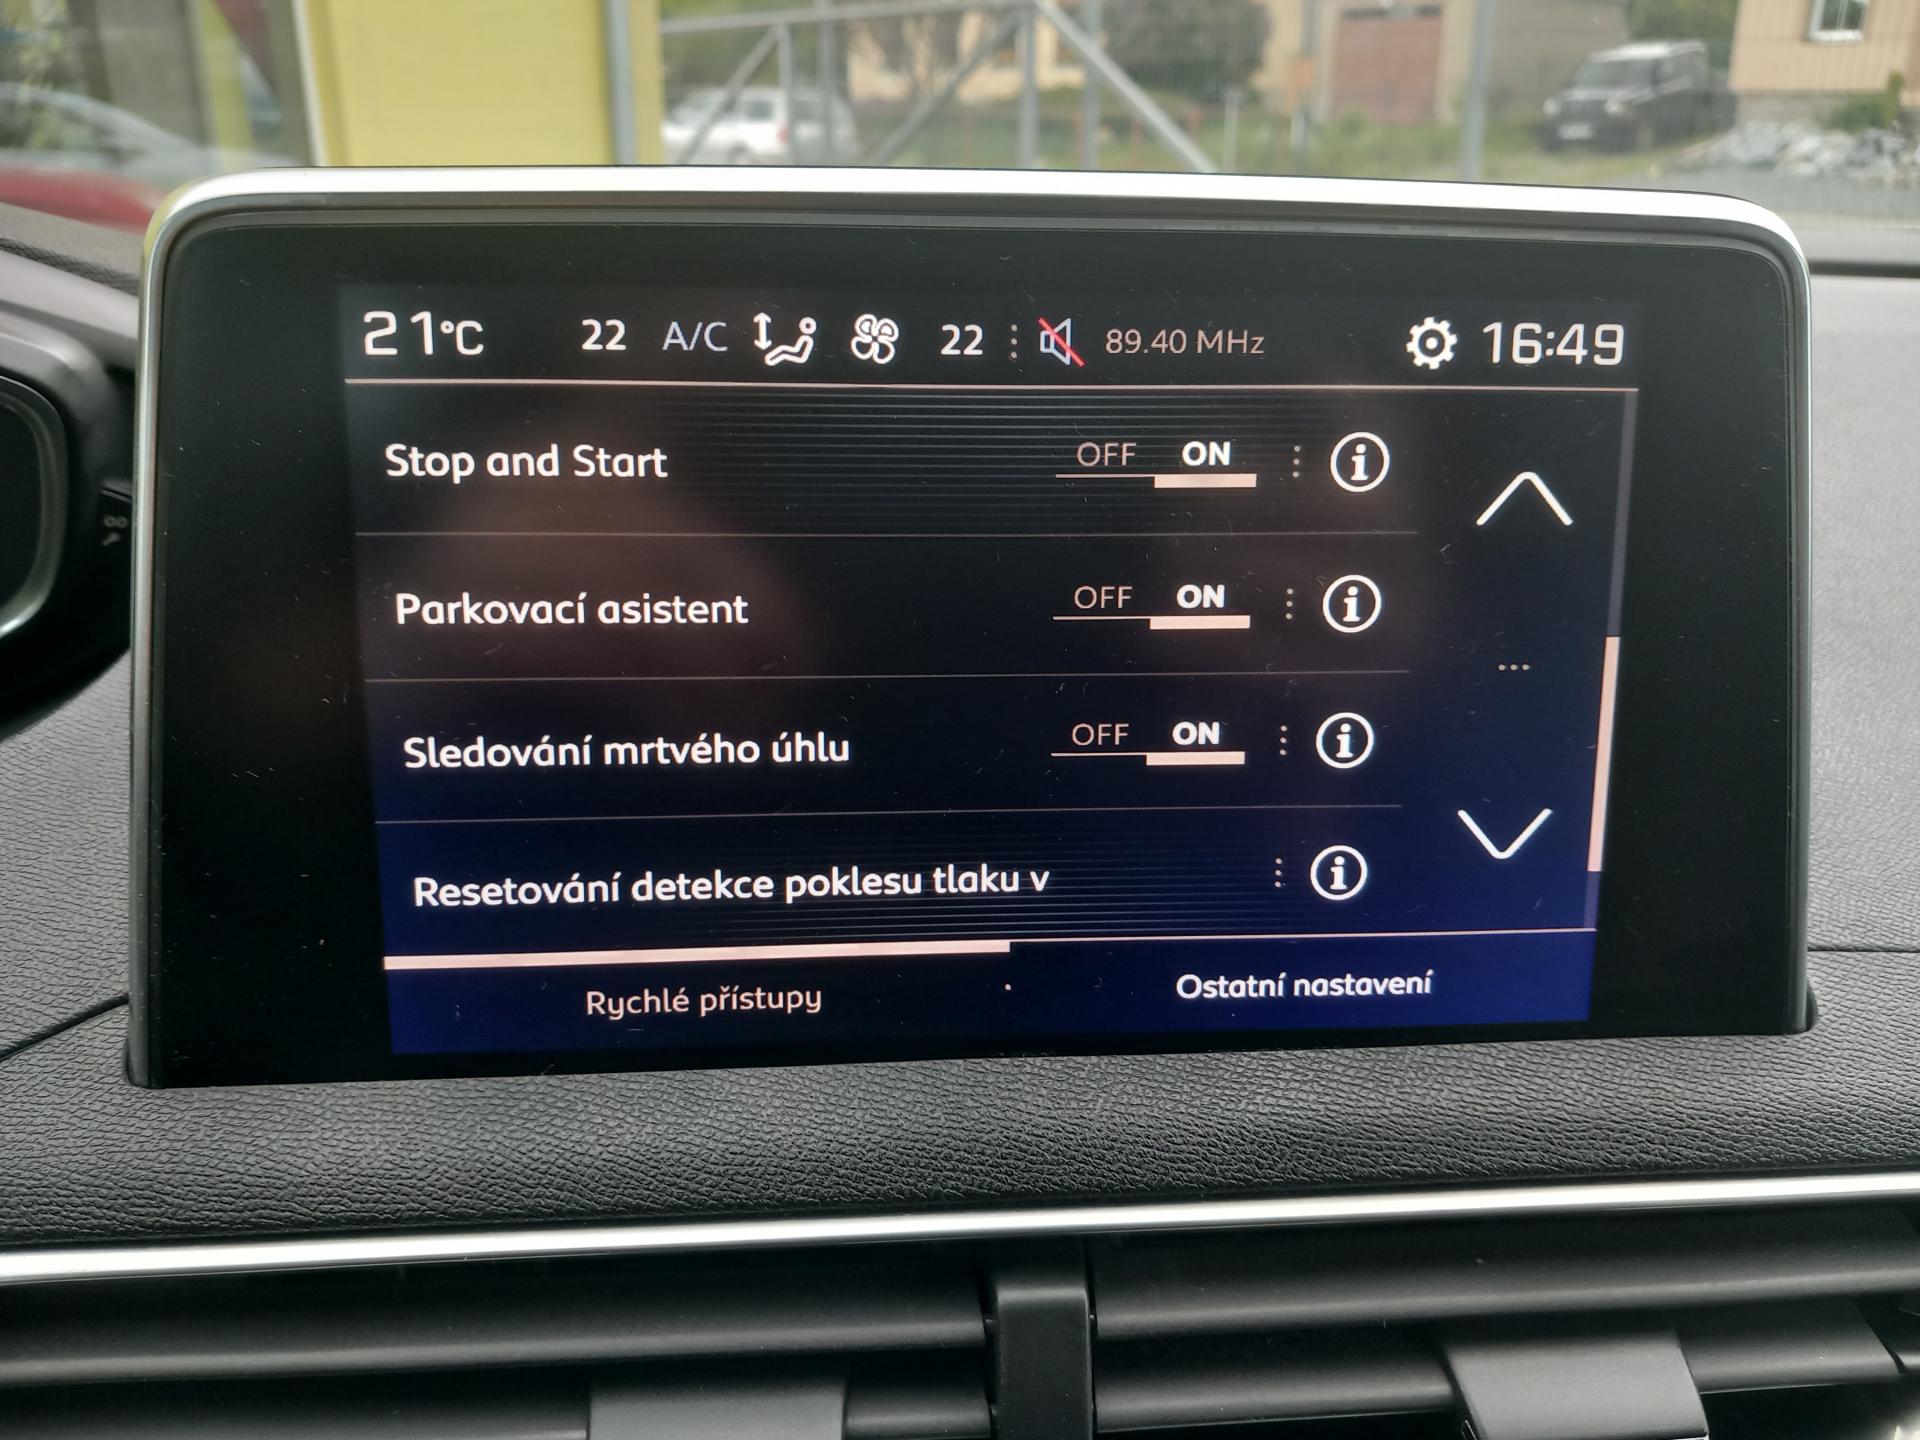 21°C 22 A/C 22 89.40 MHz 16:49
Stop and Start OFF ON i
Parkovací asistent OFF ON i
Sledování mrtvého úhlu OFF ON i
Resetování detekce poklesu tlaku v i
Rychlé přístupy Ostatní nastavení